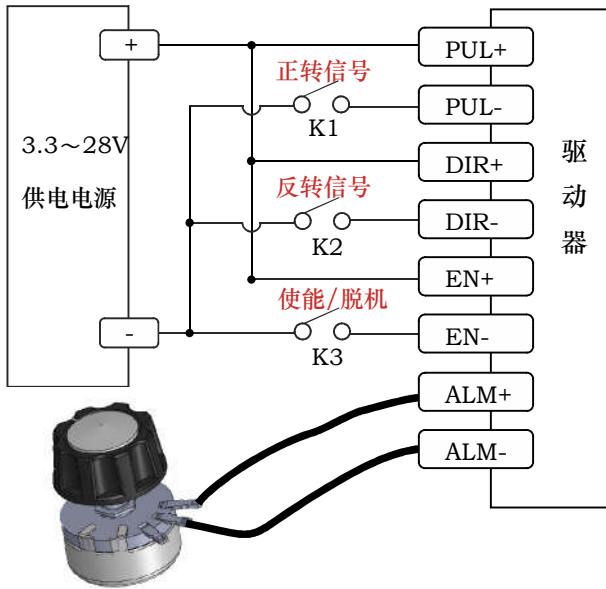 +
PUL+
正转信号
PUL-
K1
3.3~28V
供电电源
DIR+
驱动器
反转信号
DIR-
K2
EN+
使能/脱机
-
EN-
K3
ALM+
ALM-